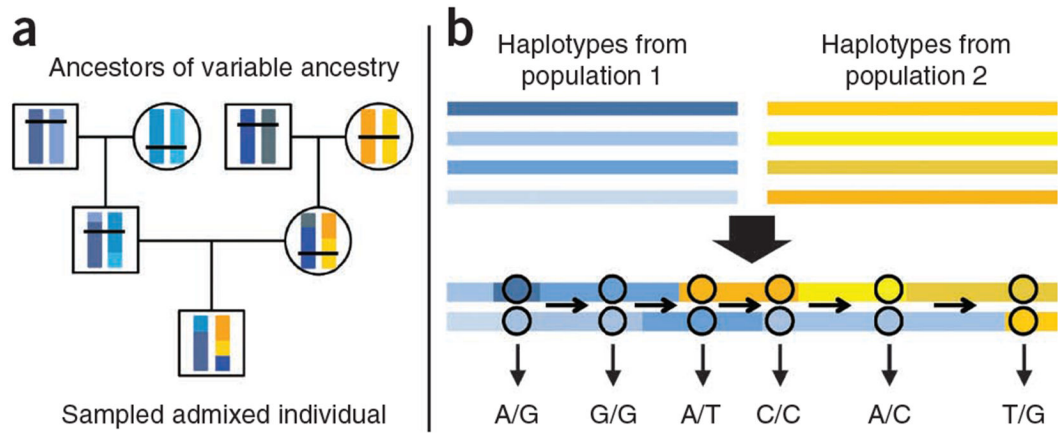 a
Ancestors of variable ancestry
Sampled admixed individual
b
Haplotypes from
population 1
Haplotypes from
population 2
A/G G/G A/T C/C A/C T/G